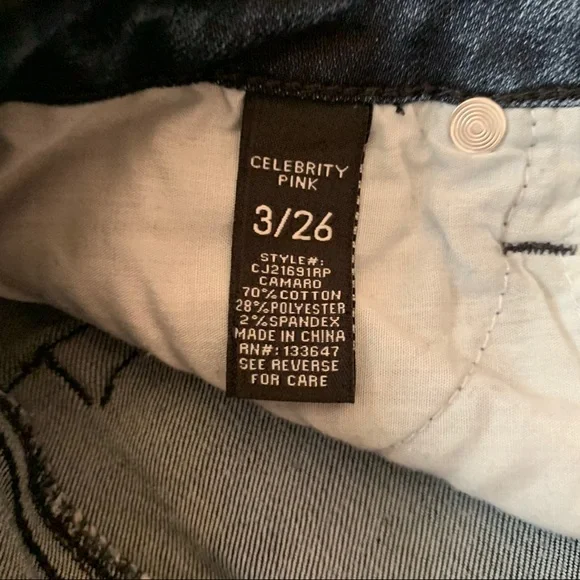 CELEBRITY
PINK
3/26
STYLE#:
CJ21691RP
CAMARO
70%COTTON
28%POLYESTER
2%SPANDEX
MADE IN CHINA
RN#: 133647
SEE REVERSE
FOR CARE